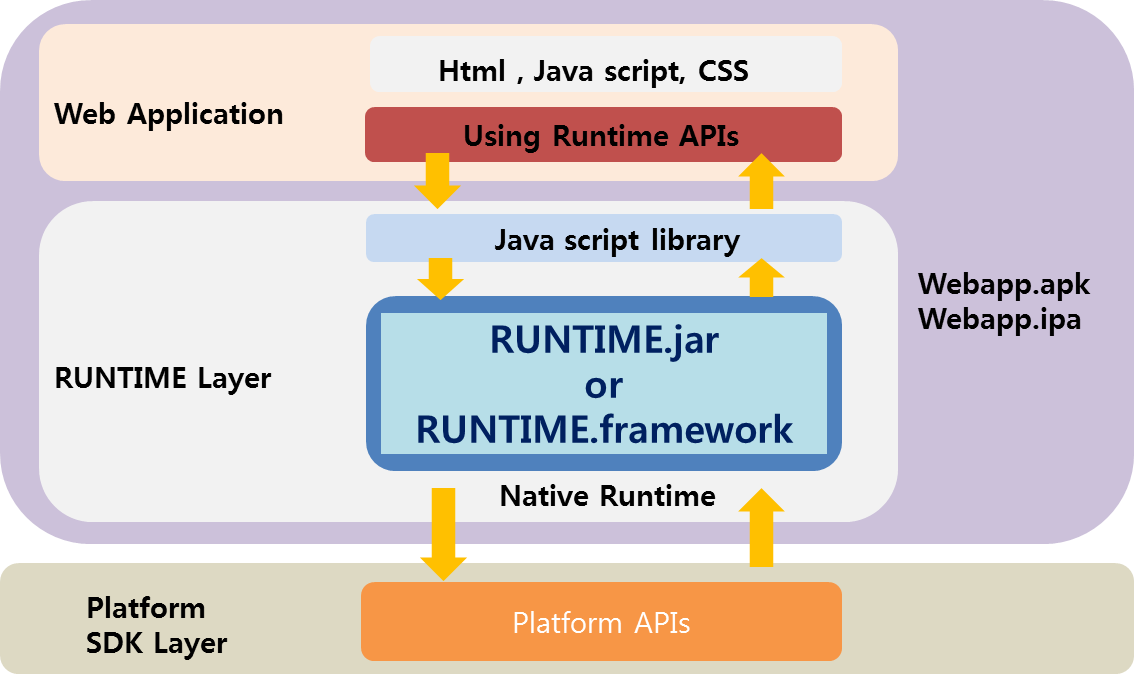 Html , Java script, CSS
Web Application
Using Runtime APIs
Java script library
Webapp.apk
Webapp.ipa
RUNTIME.jar
or
RUNTIME.framework
RUNTIME Layer
Native Runtime
Platform
SDK Layer
Platform APIs